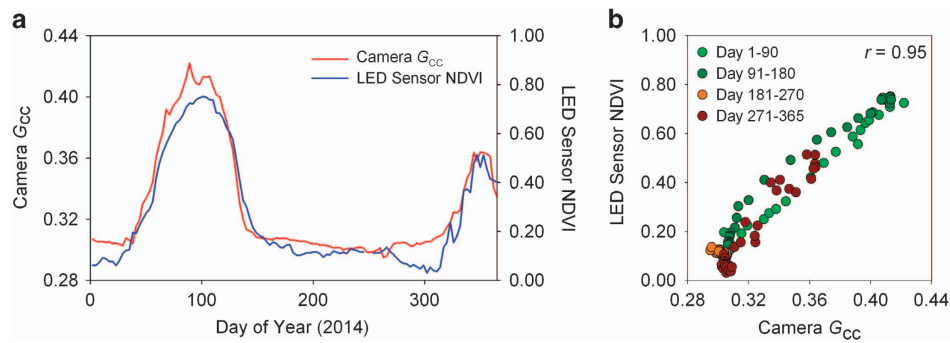 a
0.44
0.40
0.36
0.32
0.28
Camera GCC
1.00
0.80
0.60
0.40
0.20
0.00
LED Sensor NDVI
Camera GCC
LED Sensor NDVI
0
100
200
300
Day of Year (2014)
b
1.00
0.80
0.60
0.40
0.20
0.00
LED Sensor NDVI
Day 1-90
Day 91-180
Day 181-270
Day 271-365
r = 0.95
0.28
0.32
0.36
0.40
0.44
Camera GCC